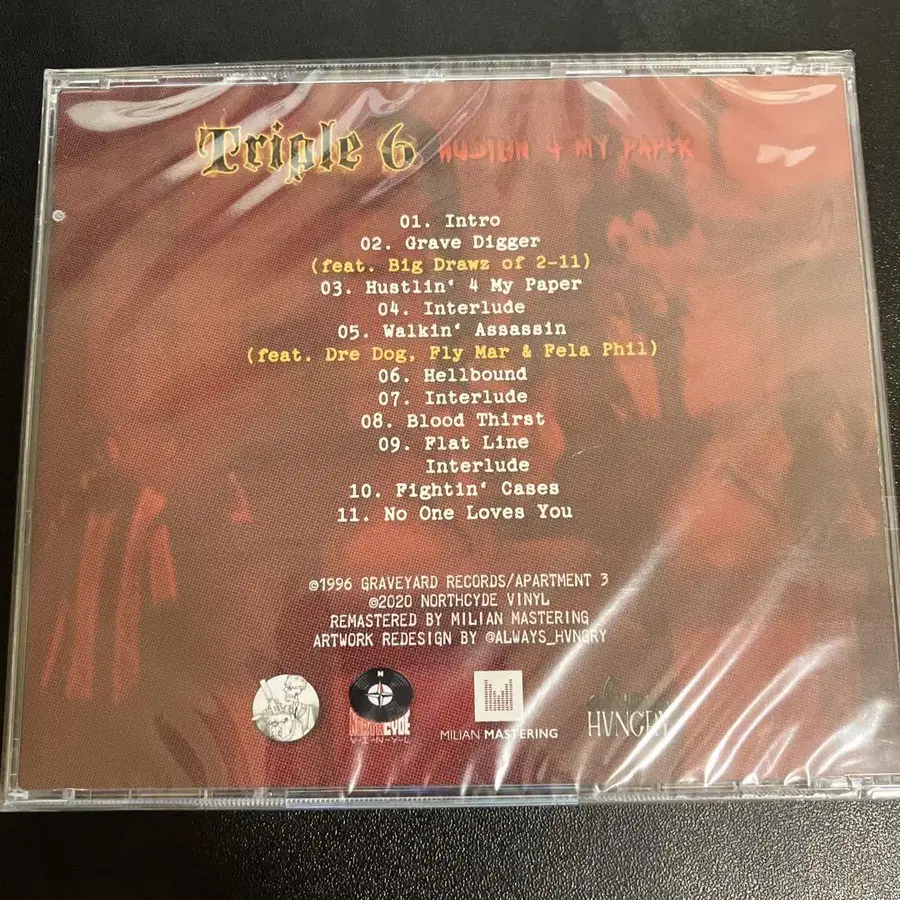 Triple 6 HUSTLIN 4 MY PAPER
01. Intro
02. Grave Digger
(feat. Big Drawz of 2-11)
03. Hustlin' 4 My Paper
04. Interlude
05. Walkin' Assassin
(feat. Dre Dog, Fly Mar & Fela Phil)
06. Hellbound
07. Interlude
08. Blood Thirst
09. Flat Line
Interlude
10. Fightin' Cases
11. No One Loves You
©1996 GRAVEYARD RECORDS/APARTMENT 3
©2020 NORTHCYDE VINYL
REMASTERED BY MILIAN MASTERING
ARTWORK REDESIGN BY @ALWAYS_HVNGRY
N
NORTHCYDE
V-I-N-Y-L
MILIAN MASTERING
HVNGRY